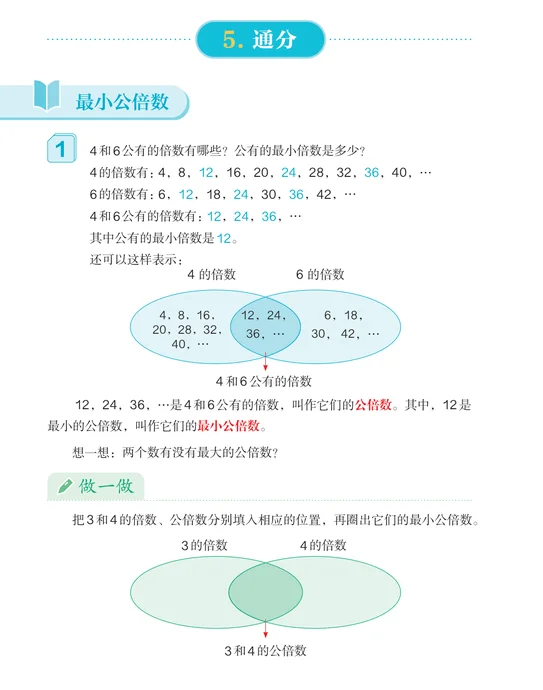 5. 通分
最小公倍数
1
4和6公有的倍数有哪些？公有的最小倍数是多少？
4的倍数有：4，8，12，16，20，24，28，32，36，40，…
6的倍数有：6，12，18，24，30，36，42，…
4和6公有的倍数有：12，24，36，…
其中公有的最小倍数是12。
还可以这样表示：
4 的倍数 6 的倍数
4，8，16， 12，24， 6，18，
20，28，32， 36，… 30， 42，…
40，…
4和6公有的倍数
12，24，36，…是4和6公有的倍数，叫作它们的公倍数。其中，12是
最小的公倍数，叫作它们的最小公倍数。
想一想：两个数有没有最大的公倍数？
做一做
把3和4的倍数、公倍数分别填入相应的位置，再圈出它们的最小公倍数。
3的倍数 4的倍数
3和4的公倍数